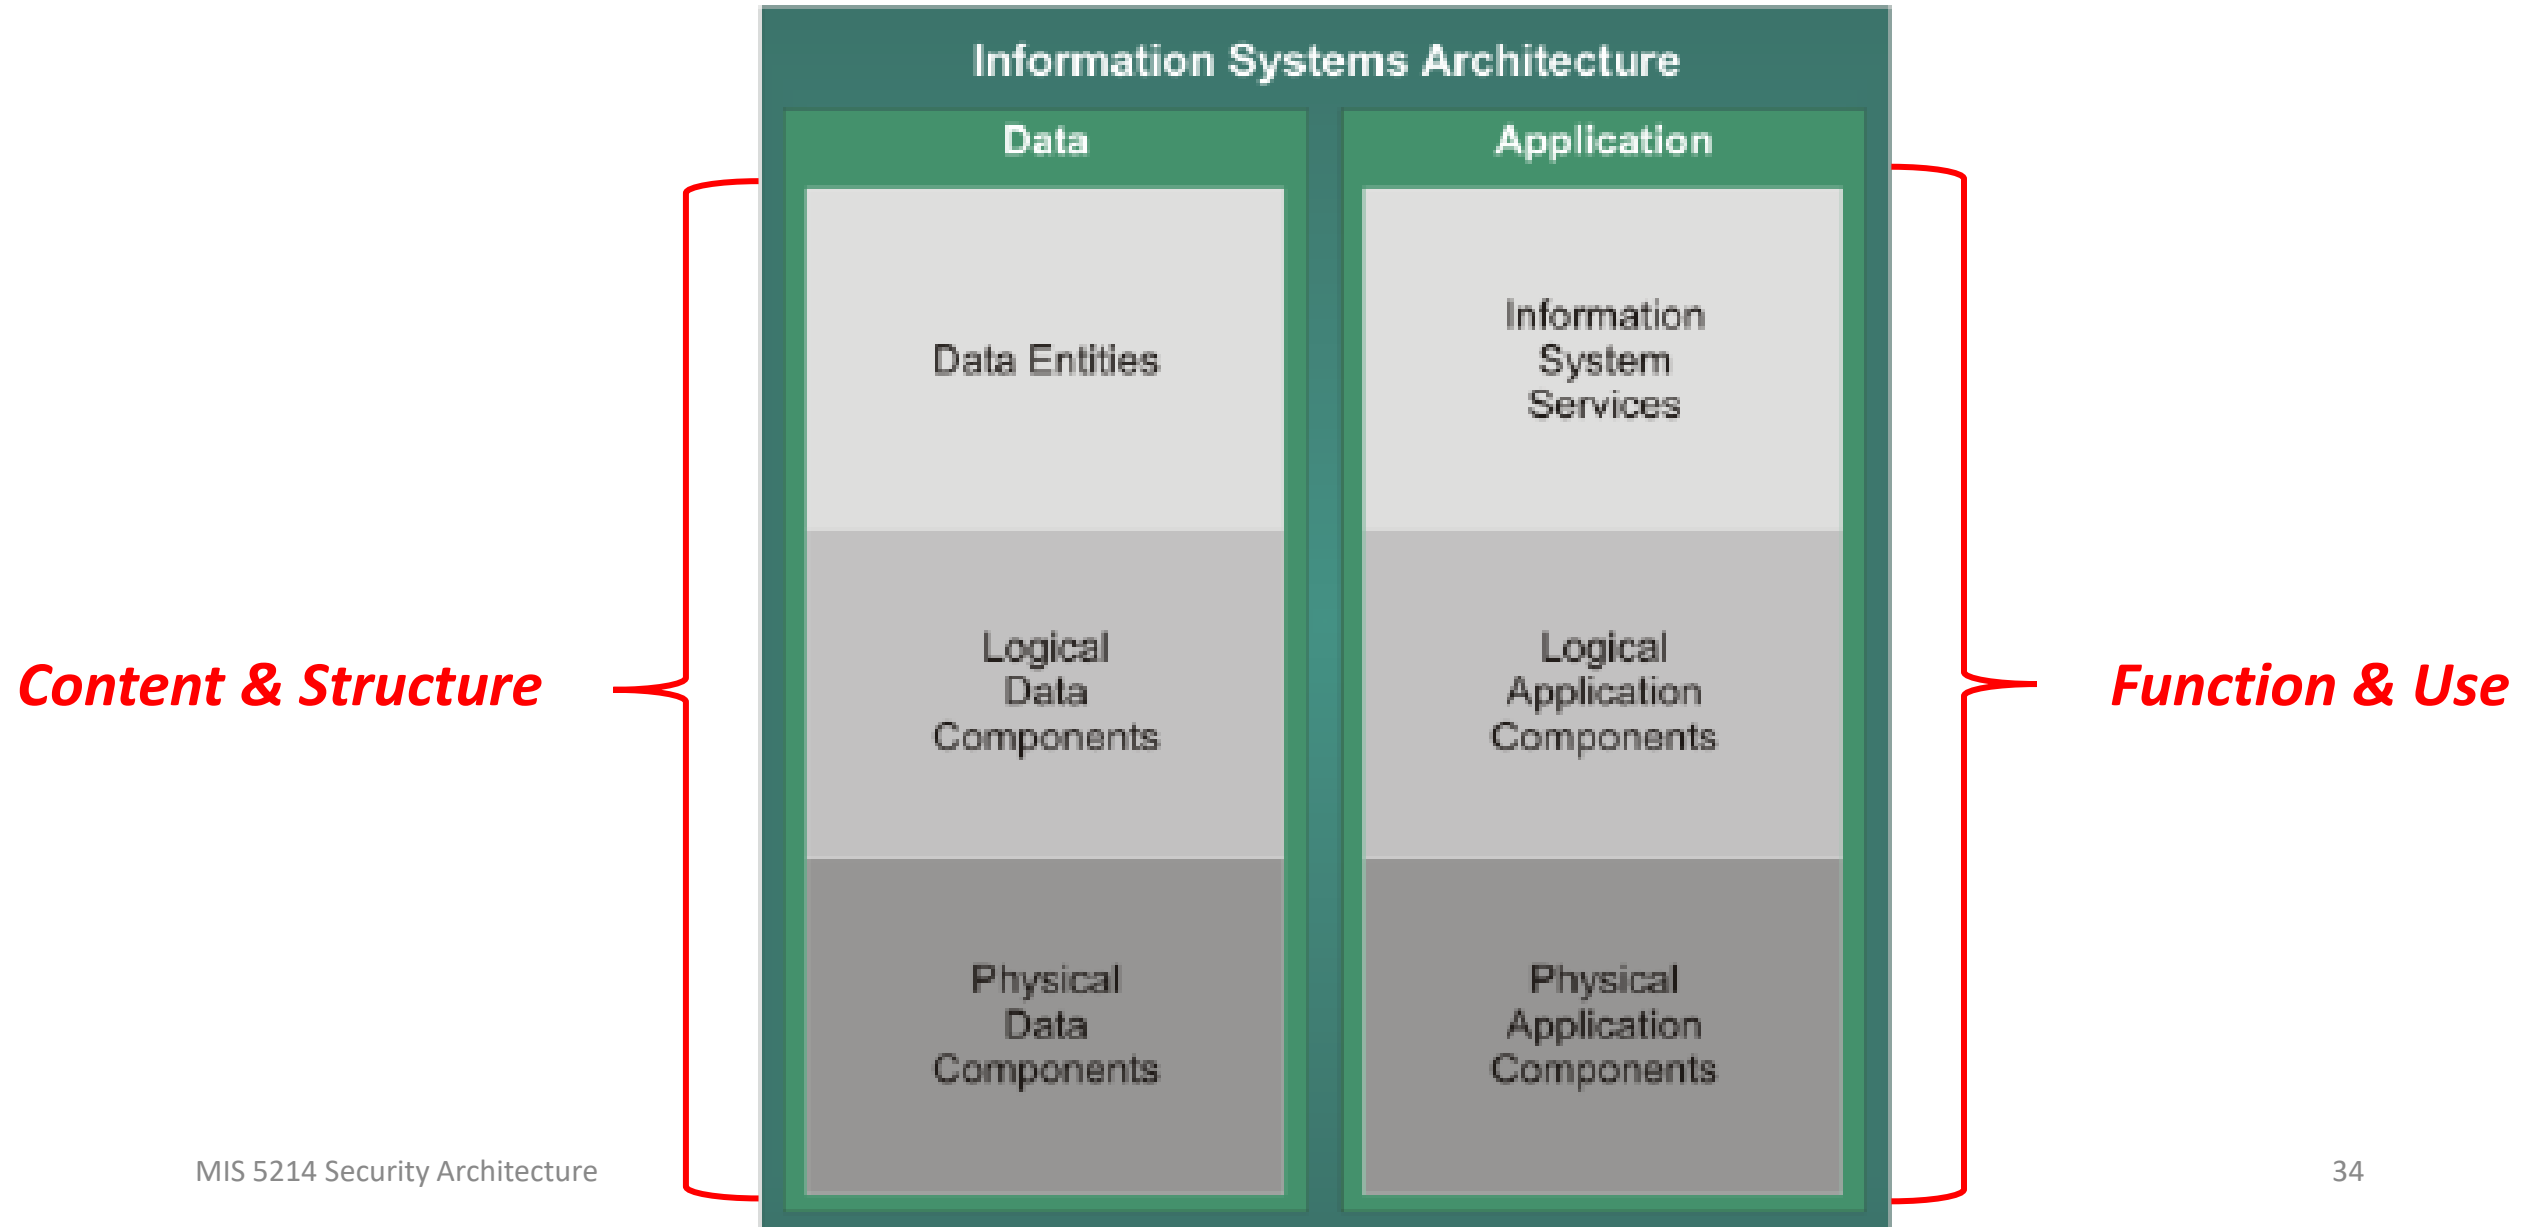 Information Systems Architecture
Data
Application
Data Entities
Information
System
Services
Logical
Data
Components
Logical
Application
Components
Physical
Data
Components
Physical
Application
Components
Content & Structure
Function & Use
MIS 5214 Security Architecture
34